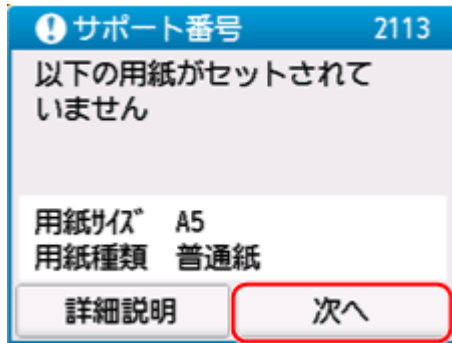 サポート番号 2113
以下の用紙がセットされて
いません
用紙ｻｲｽﾞ A5
用紙種類 普通紙
詳細説明 次へ